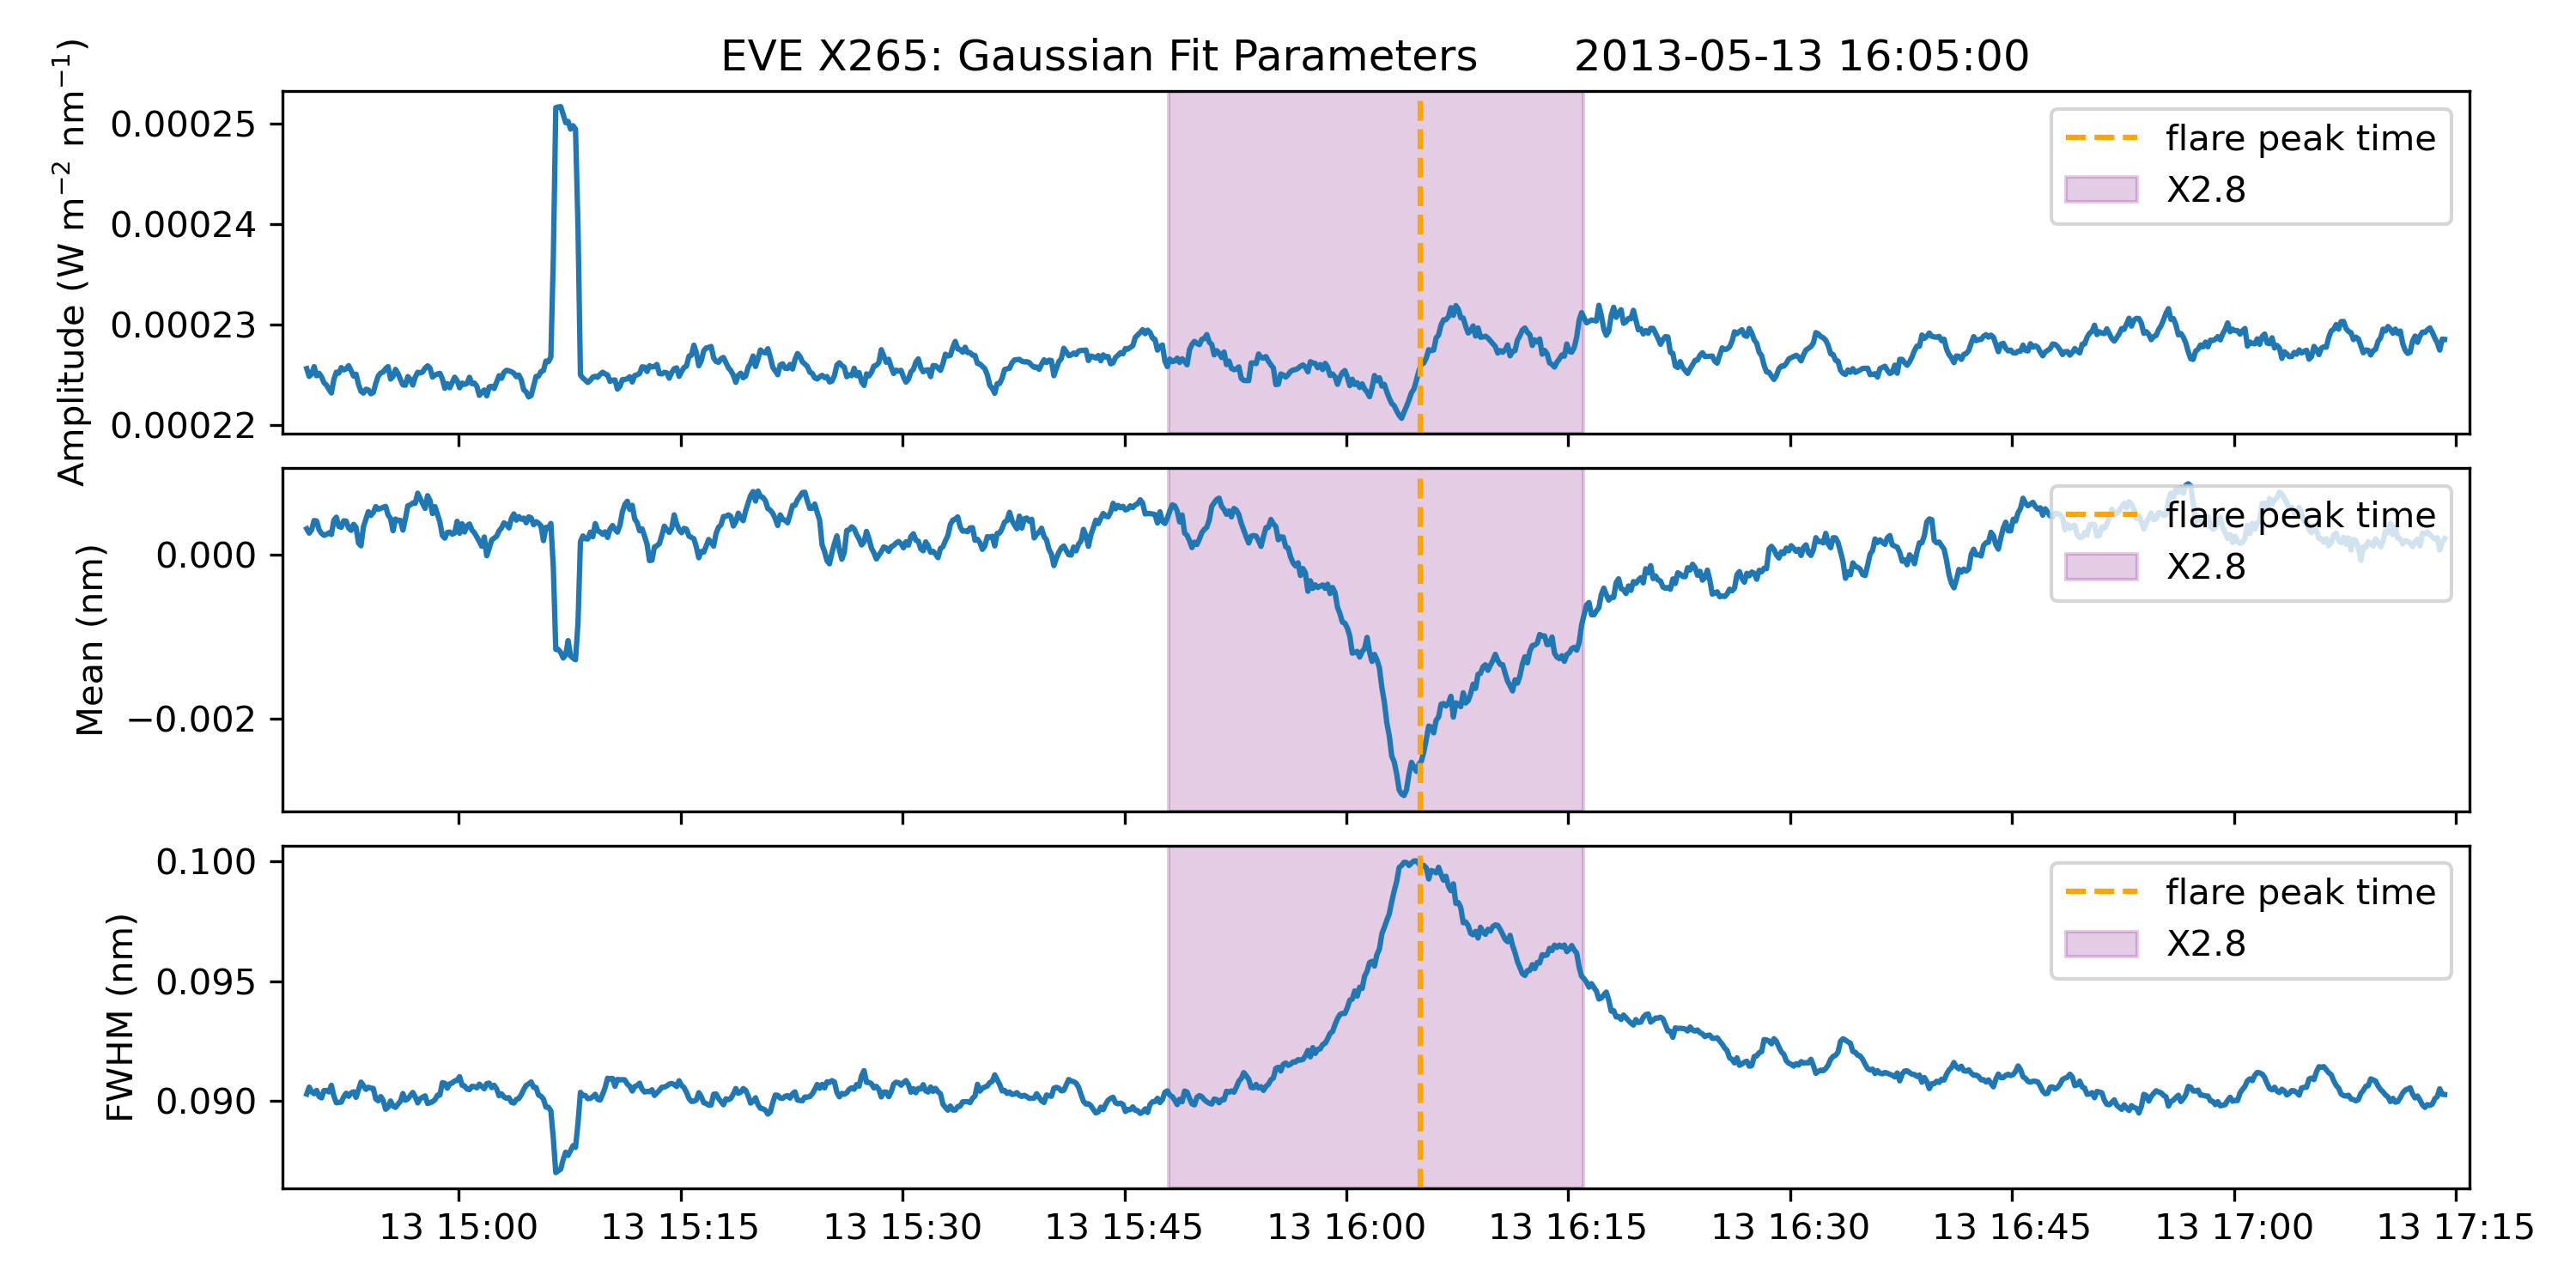 EVE X265: Gaussian Fit Parameters 2013-05-13 16:05:00
Amplitude (W m⁻² nm⁻¹)
0.00025
0.00024
0.00023
0.00022
flare peak time
X2.8
Mean (nm)
0.000
−0.002
flare peak time
X2.8
FWHM (nm)
0.100
0.095
0.090
flare peak time
X2.8
13 15:00 13 15:15 13 15:30 13 15:45 13 16:00 13 16:15 13 16:30 13 16:45 13 17:00 13 17:15